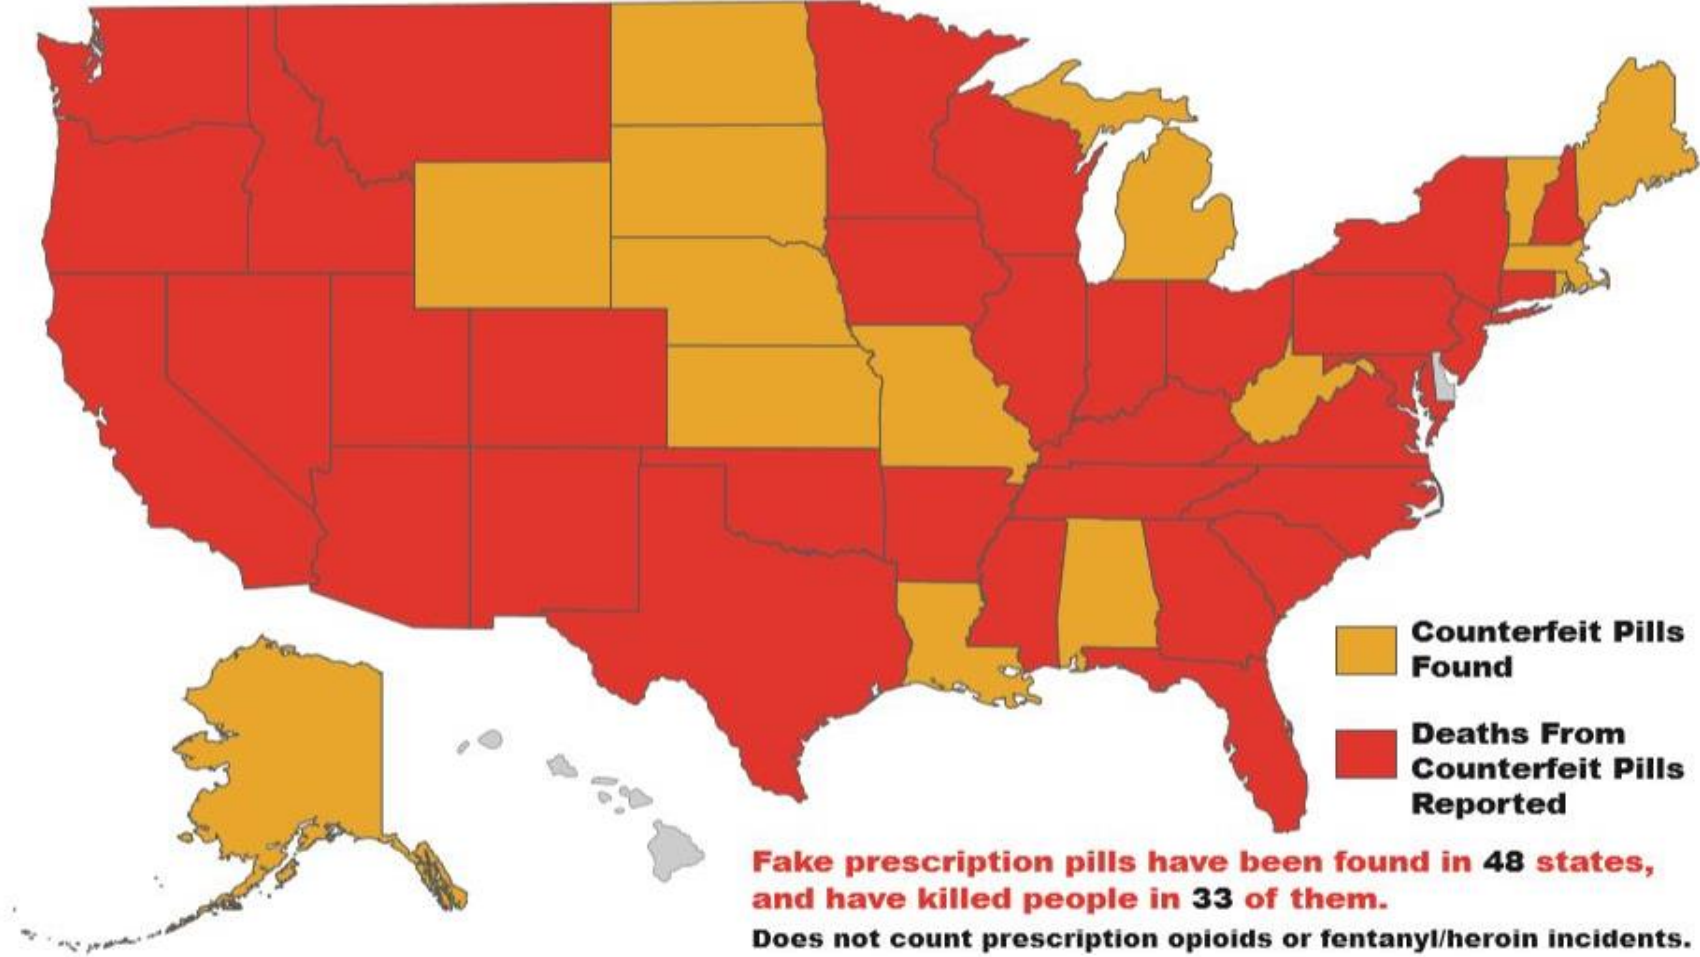 Counterfeit Pills
Found
Deaths From
Counterfeit Pills
Reported
Fake prescription pills have been found in 48 states,
and have killed people in 33 of them.
Does not count prescription opioids or fentanyl/heroin incidents.